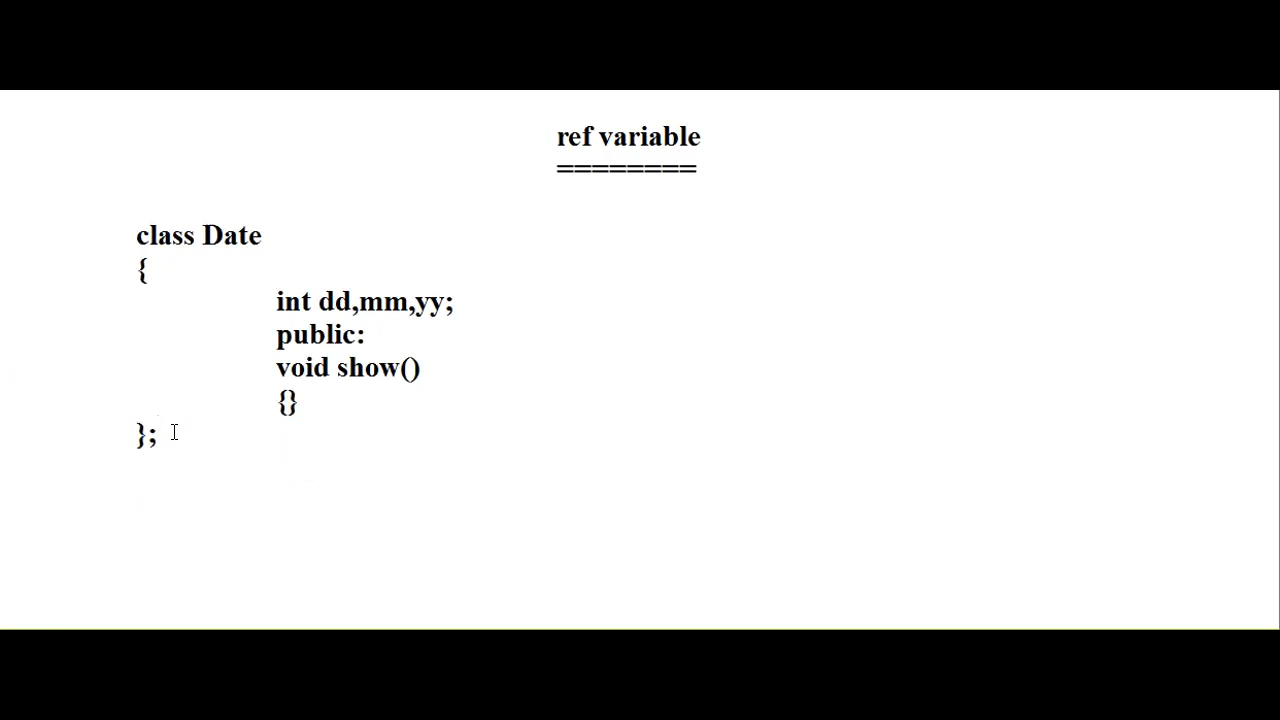 ref variable
========
class Date
{
int dd,mm,yy;
public:
void show()
{}
};